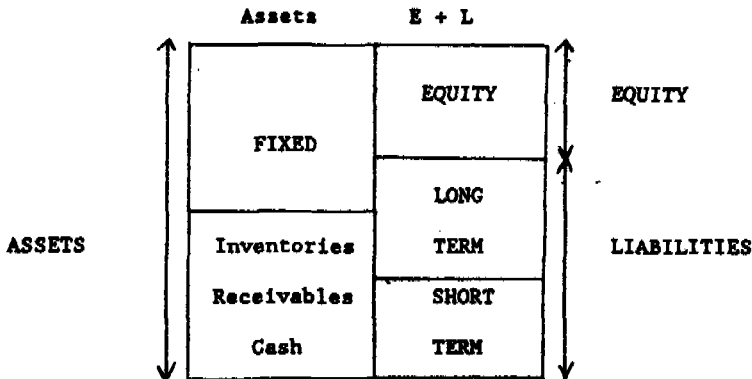 Assets E + L
EQUITY EQUITY
FIXED
LONG
ASSETS Inventories TERM LIABILITIES
Receivables SHORT
Cash TERM